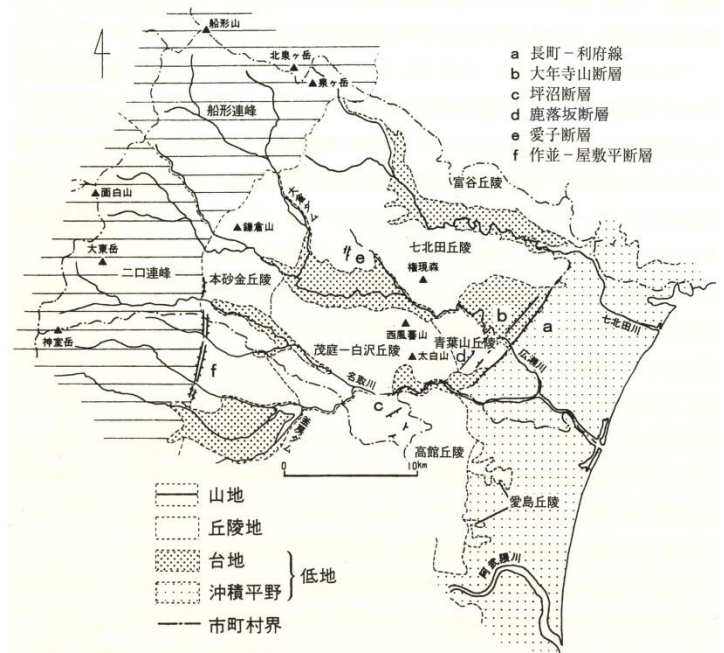 船形山
北泉ヶ岳
泉ヶ岳
船形連峰
a 長町－利府線
b 大年寺山断層
c 坪沼断層
d 鹿落坂断層
e 愛子断層
f 作並－屋敷平断層
富谷丘陵
面白山
大倉ダム
鎌倉山
七北田丘陵
大東岳
e
権現森
二口連峰
本砂金丘陵
b
a
七北田川
神室岳
西風蕃山
青葉山丘陵
茂庭－白沢丘陵
太白山
d
広瀬川
f
名取川
c
高館丘陵
0
10km
愛島丘陵
山地
丘陵地
台地
沖積平野
低地
市町村界
阿武隈川